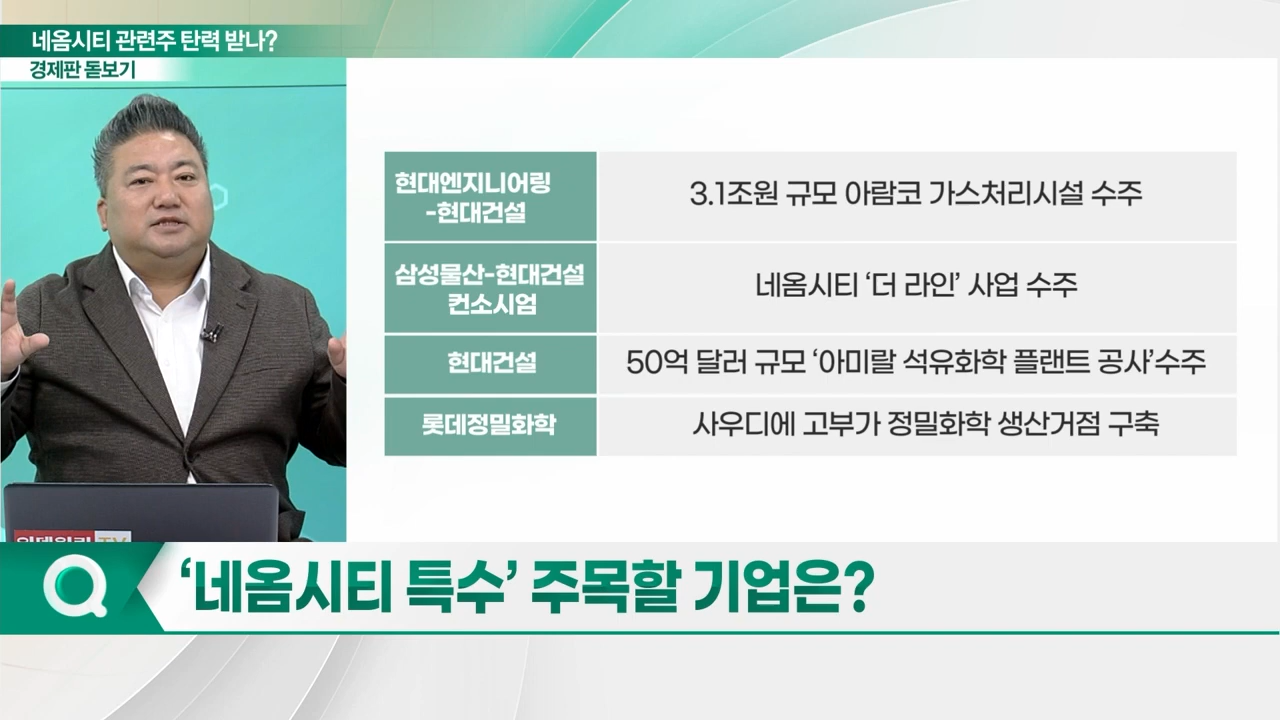 네옴시티 관련주 탄력 받나?
경제판 돋보기
현대엔지니어링
-현대건설
3.1조원 규모 아람코 가스처리시설 수주
삼성물산-현대건설
컨소시엄
네옴시티 ‘더 라인’ 사업 수주
현대건설
50억 달러 규모 ‘아미랄 석유화학 플랜트 공사’수주
롯데정밀화학
사우디에 고부가 정밀화학 생산거점 구축
이데일리 TV
‘네옴시티 특수’ 주목할 기업은?